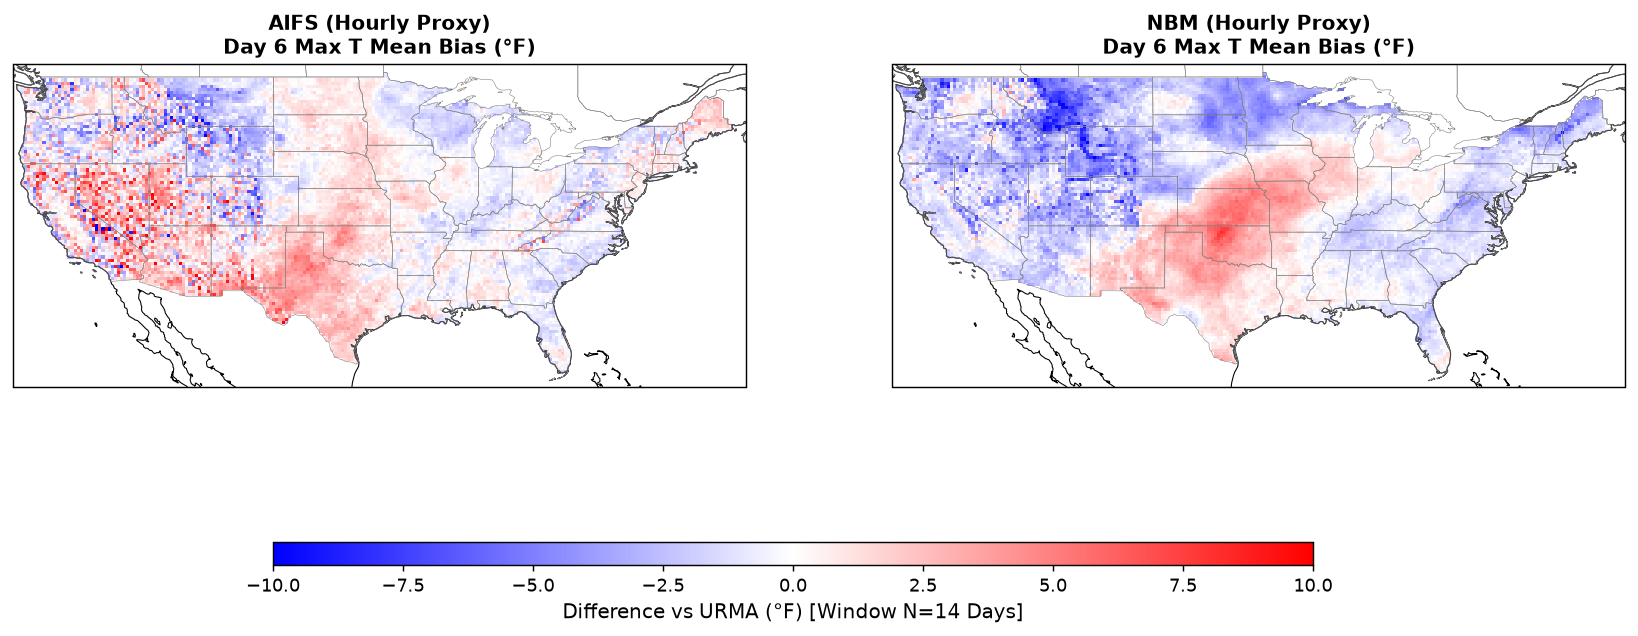 AIFS (Hourly Proxy)
Day 6 Max T Mean Bias (°F)
NBM (Hourly Proxy)
Day 6 Max T Mean Bias (°F)
−10.0 −7.5 −5.0 −2.5 0.0 2.5 5.0 7.5 10.0
Difference vs URMA (°F) [Window N=14 Days]